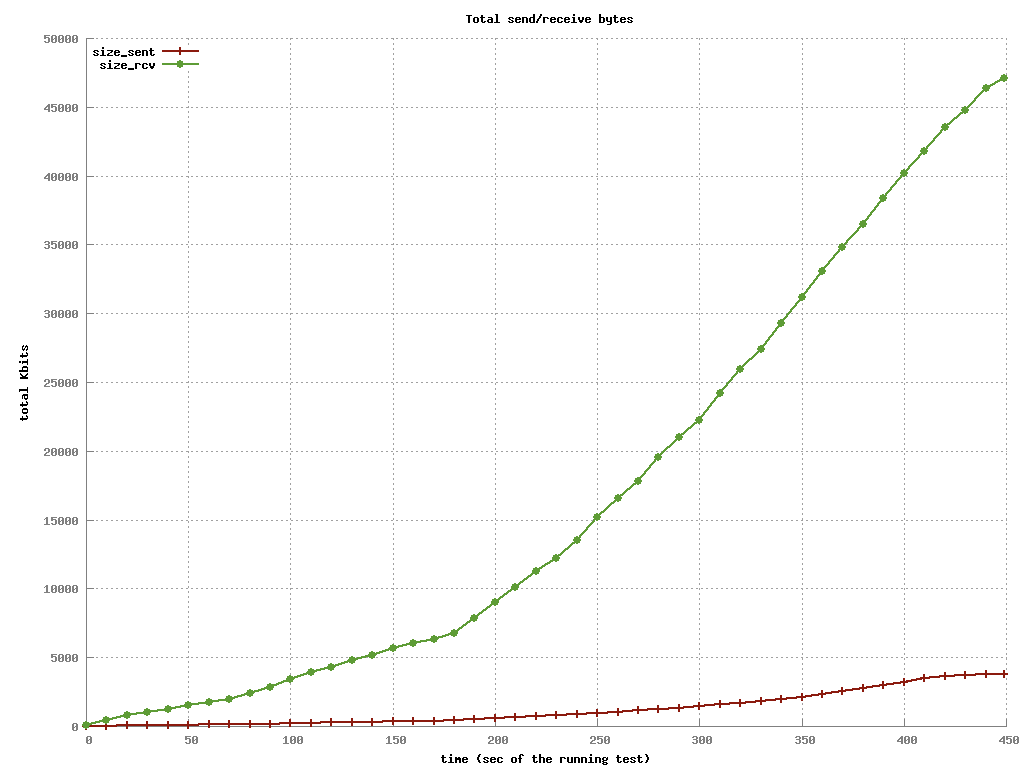 Total send/receive bytes
50000
size_sent
size_rcv
45000
40000
35000
30000
25000
total Kbits
20000
15000
10000
5000
0
0 50 100 150 200 250 300 350 400 450
time (sec of the running test)